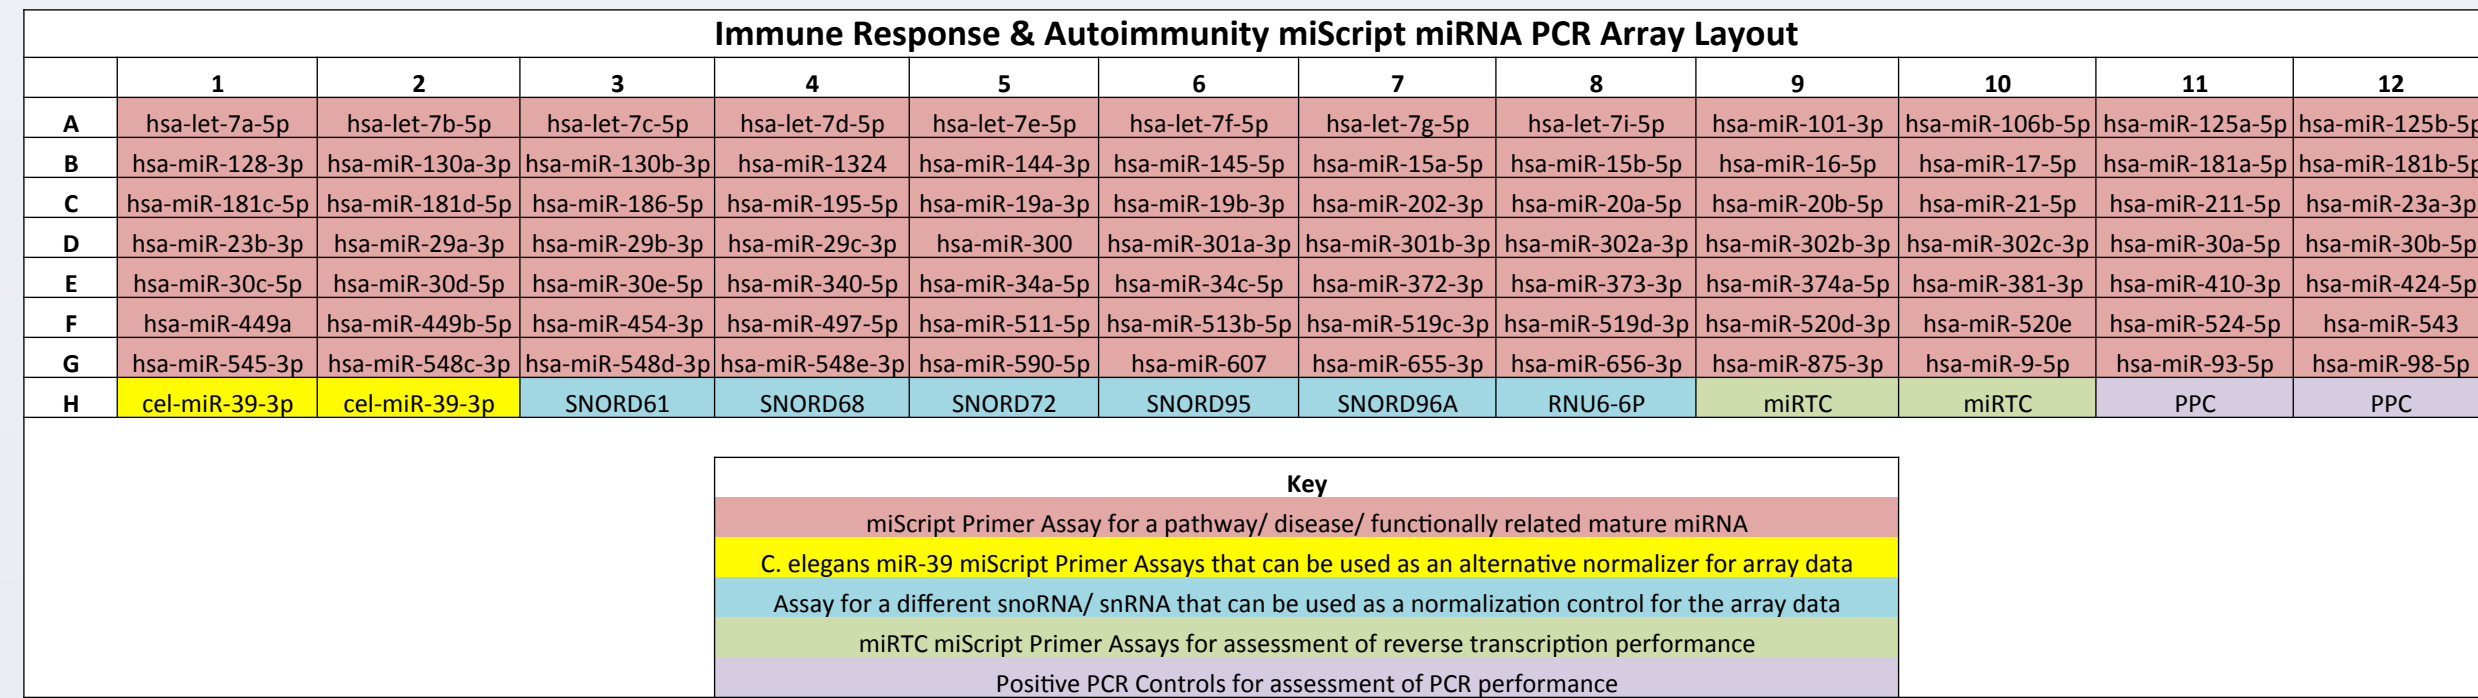 Immune Response & Autoimmunity miScript miRNA PCR Array Layout
1 2 3 4 5 6 7 8 9 10 11 12
A hsa-let-7a-5p hsa-let-7b-5p hsa-let-7c-5p hsa-let-7d-5p hsa-let-7e-5p hsa-let-7f-5p hsa-let-7g-5p hsa-let-7i-5p hsa-miR-101-3p hsa-miR-106b-5p hsa-miR-125a-5p hsa-miR-125b-5p
B hsa-miR-128-3p hsa-miR-130a-3p hsa-miR-130b-3p hsa-miR-1324 hsa-miR-144-3p hsa-miR-145-5p hsa-miR-15a-5p hsa-miR-15b-5p hsa-miR-16-5p hsa-miR-17-5p hsa-miR-181a-5p hsa-miR-181b-5p
C hsa-miR-181c-5p hsa-miR-181d-5p hsa-miR-186-5p hsa-miR-195-5p hsa-miR-19a-3p hsa-miR-19b-3p hsa-miR-202-3p hsa-miR-20a-5p hsa-miR-20b-5p hsa-miR-21-5p hsa-miR-211-5p hsa-miR-23a-3p
D hsa-miR-23b-3p hsa-miR-29a-3p hsa-miR-29b-3p hsa-miR-29c-3p hsa-miR-300 hsa-miR-301a-3p hsa-miR-301b-3p hsa-miR-302a-3p hsa-miR-302b-3p hsa-miR-302c-3p hsa-miR-30a-5p hsa-miR-30b-5p
E hsa-miR-30c-5p hsa-miR-30d-5p hsa-miR-30e-5p hsa-miR-340-5p hsa-miR-34a-5p hsa-miR-34c-5p hsa-miR-372-3p hsa-miR-373-3p hsa-miR-374a-5p hsa-miR-381-3p hsa-miR-410-3p hsa-miR-424-5p
F hsa-miR-449a hsa-miR-449b-5p hsa-miR-454-3p hsa-miR-497-5p hsa-miR-511-5p hsa-miR-513b-5p hsa-miR-519c-3p hsa-miR-519d-3p hsa-miR-520d-3p hsa-miR-520e hsa-miR-524-5p hsa-miR-543
G hsa-miR-545-3p hsa-miR-548c-3p hsa-miR-548d-3p hsa-miR-548e-3p hsa-miR-590-5p hsa-miR-607 hsa-miR-655-3p hsa-miR-656-3p hsa-miR-875-3p hsa-miR-9-5p hsa-miR-93-5p hsa-miR-98-5p
H cel-miR-39-3p cel-miR-39-3p SNORD61 SNORD68 SNORD72 SNORD95 SNORD96A RNU6-6P miRTC miRTC PPC PPC
Key
miScript Primer Assay for a pathway/ disease/ functionally related mature miRNA
C. elegans miR-39 miScript Primer Assays that can be used as an alternative normalizer for array data
Assay for a different snoRNA/ snRNA that can be used as a normalization control for the array data
miRTC miScript Primer Assays for assessment of reverse transcription performance
Positive PCR Controls for assessment of PCR performance